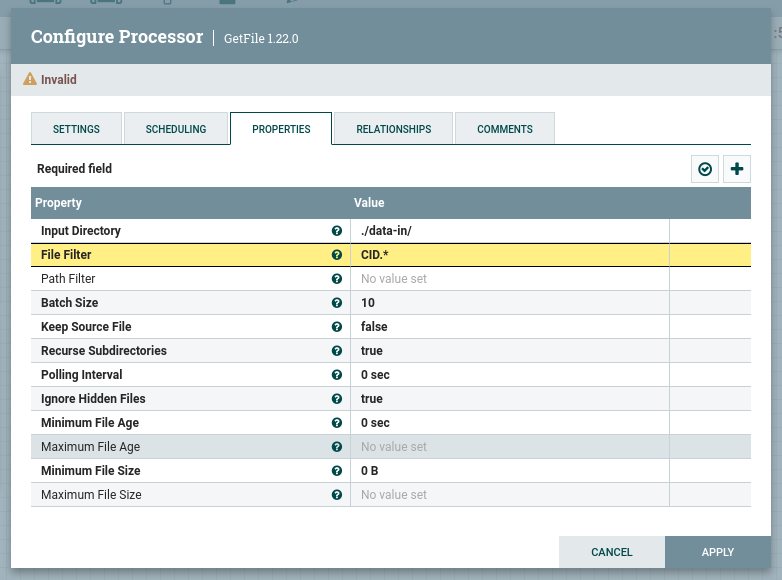 Configure Processor | GetFile 1.22.0
Invalid
SETTINGS SCHEDULING PROPERTIES RELATIONSHIPS COMMENTS
Required field
Property Value
Input Directory ./data-in/
File Filter CID.*
Path Filter No value set
Batch Size 10
Keep Source File false
Recurse Subdirectories true
Polling Interval 0 sec
Ignore Hidden Files true
Minimum File Age 0 sec
Maximum File Age No value set
Minimum File Size 0 B
Maximum File Size No value set
CANCEL APPLY